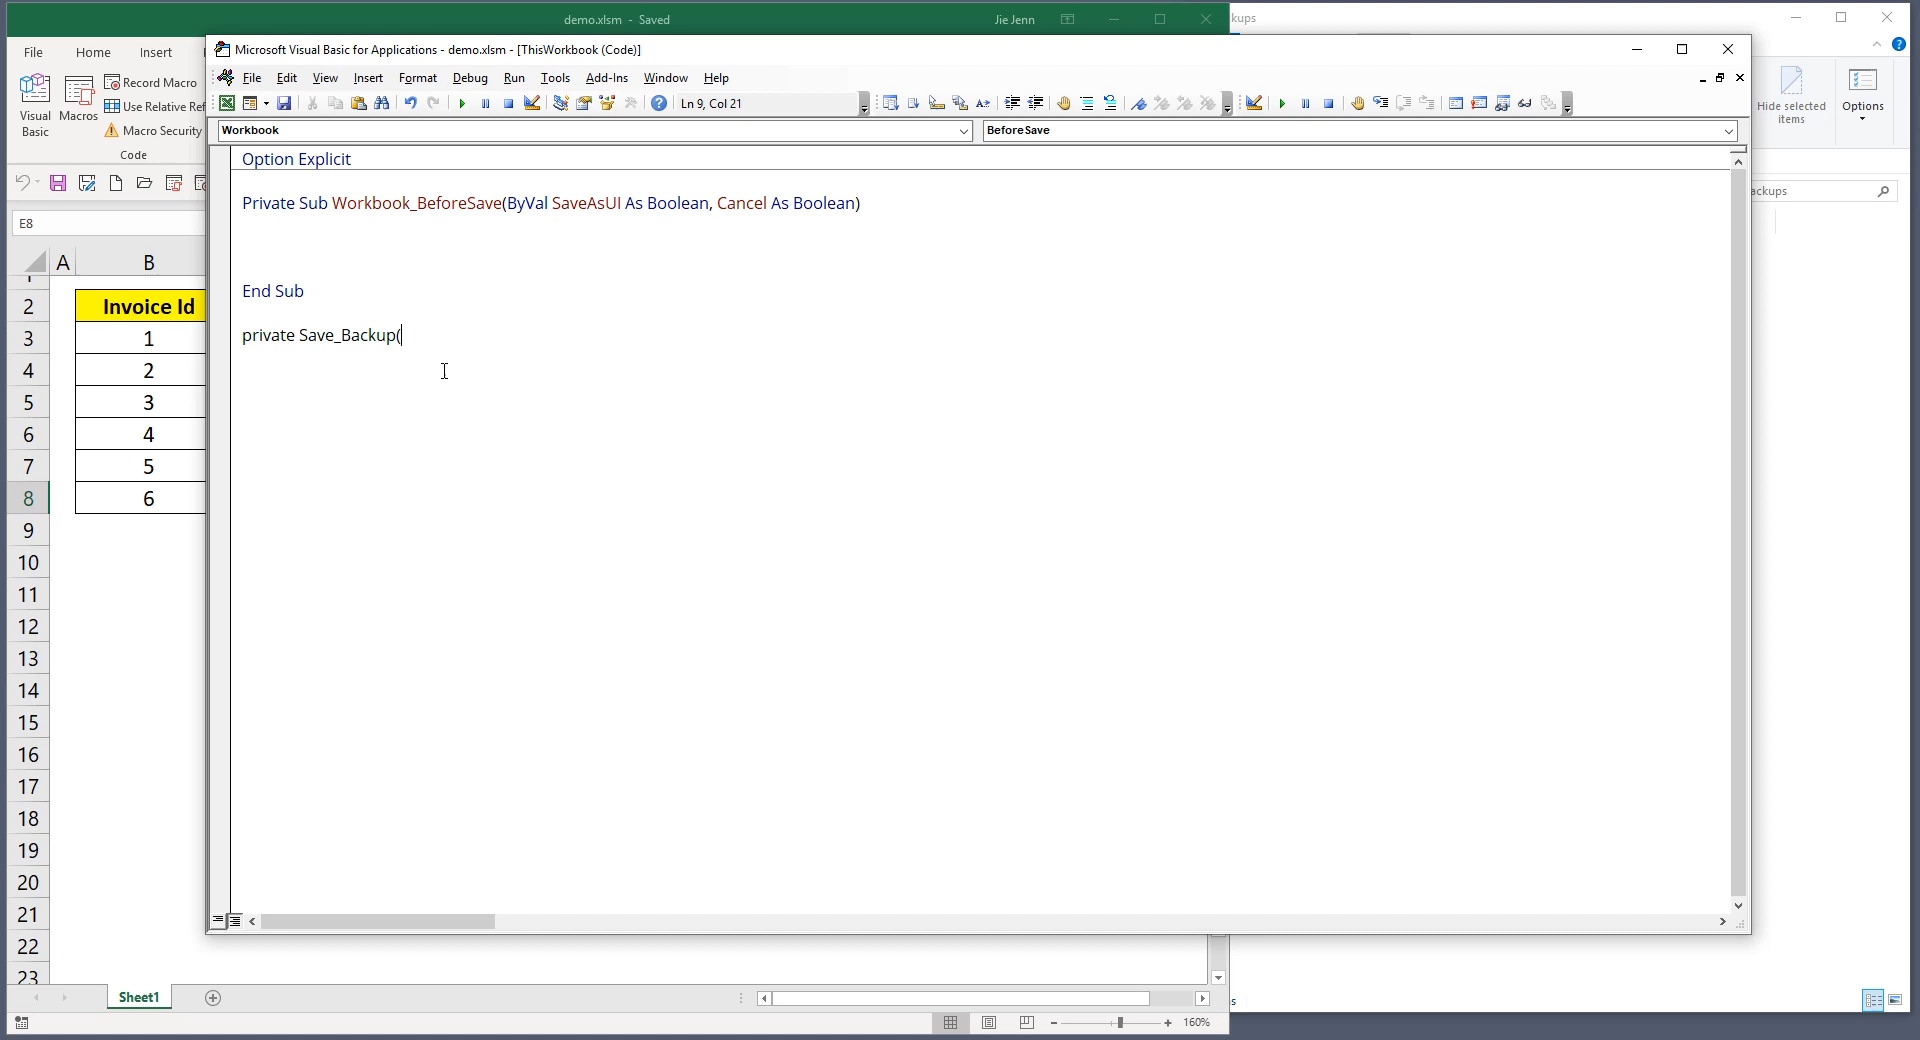 demo.xlsm - Saved
Jie Jenn
kups
File
Home
Insert
Visual Basic
Macros
Record Macro
Use Relative Ref
Macro Security
Code
Microsoft Visual Basic for Applications - demo.xlsm - [ThisWorkbook (Code)]
File Edit View Insert Format Debug Run Tools Add-Ins Window Help
Ln 9, Col 21
Workbook
BeforeSave
Option Explicit
Private Sub Workbook_BeforeSave(ByVal SaveAsUI As Boolean, Cancel As Boolean)
End Sub
private Save_Backup(
Hide selected
items
Options
ackups
E8
A B
1
2 Invoice Id
3 1
4 2
5 3
6 4
7 5
8 6
9
10
11
12
13
14
15
16
17
18
19
20
21
22
23
Sheet1
160%